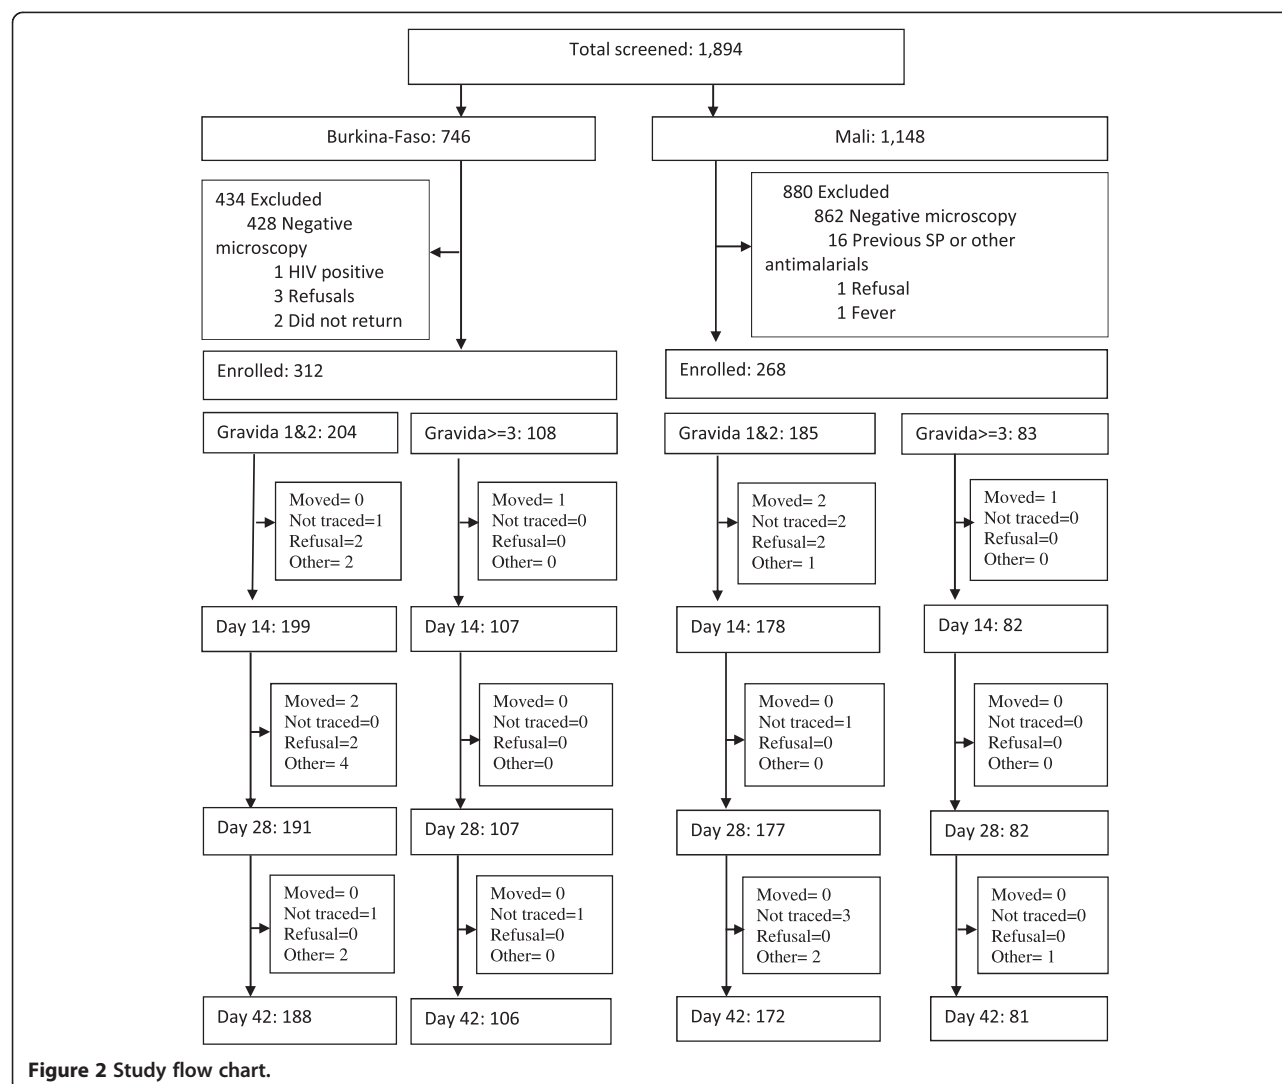 Total screened: 1,894
Burkina-Faso: 746
Mali: 1,148
434 Excluded
428 Negative
microscopy
1 HIV positive
3 Refusals
2 Did not return
880 Excluded
862 Negative microscopy
16 Previous SP or other
antimalarials
1 Refusal
1 Fever
Enrolled: 312
Enrolled: 268
Gravida 1&2: 204
Gravida>=3: 108
Gravida 1&2: 185
Gravida>=3: 83
Moved= 0
Not traced=1
Refusal=2
Other= 2
Moved= 1
Not traced=0
Refusal=0
Other= 0
Moved= 2
Not traced=2
Refusal=2
Other= 1
Moved= 1
Not traced=0
Refusal=0
Other= 0
Day 14: 199
Day 14: 107
Day 14: 178
Day 14: 82
Moved= 2
Not traced=0
Refusal=2
Other= 4
Moved= 0
Not traced=0
Refusal=0
Other=0
Moved= 0
Not traced=1
Refusal=0
Other= 0
Moved= 0
Not traced=0
Refusal=0
Other= 0
Day 28: 191
Day 28: 107
Day 28: 177
Day 28: 82
Moved= 0
Not traced=1
Refusal=0
Other= 2
Moved= 0
Not traced=1
Refusal=0
Other= 0
Moved= 0
Not traced=3
Refusal=0
Other= 2
Moved= 0
Not traced=0
Refusal=0
Other= 1
Day 42: 188
Day 42: 106
Day 42: 172
Day 42: 81
Figure 2 Study flow chart.